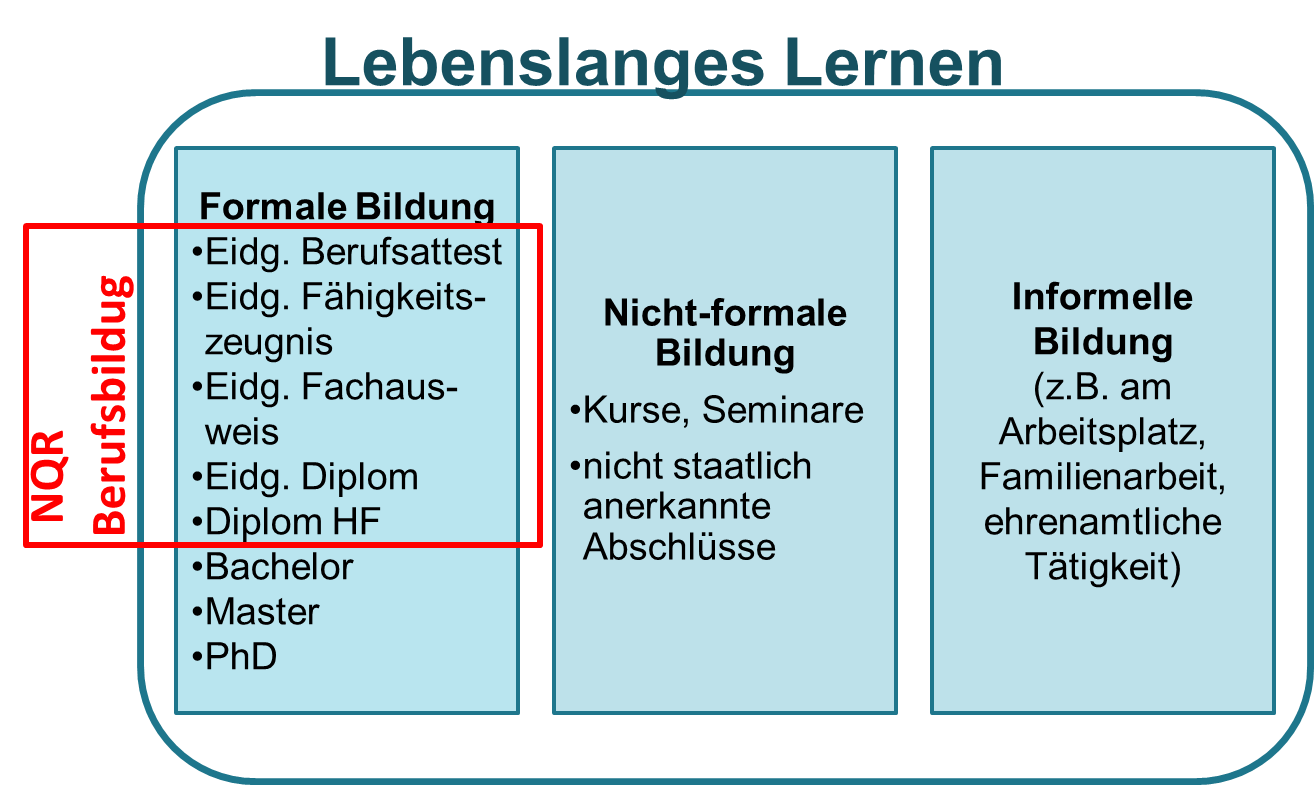 Lebenslanges Lernen
NQR
Berufsbildug
Formale Bildung
•Eidg. Berufsattest
•Eidg. Fähigkeits-
zeugnis
•Eidg. Fachaus-
weis
•Eidg. Diplom
•Diplom HF
•Bachelor
•Master
•PhD
Nicht-formale
Bildung
•Kurse, Seminare
•nicht staatlich
anerkannte
Abschlüsse
Informelle
Bildung
(z.B. am
Arbeitsplatz,
Familienarbeit,
ehrenamtliche
Tätigkeit)